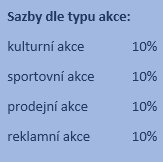 Sazby dle typu akce:
kulturní akce 10%
sportovní akce 10%
prodejní akce 10%
reklamní akce 10%